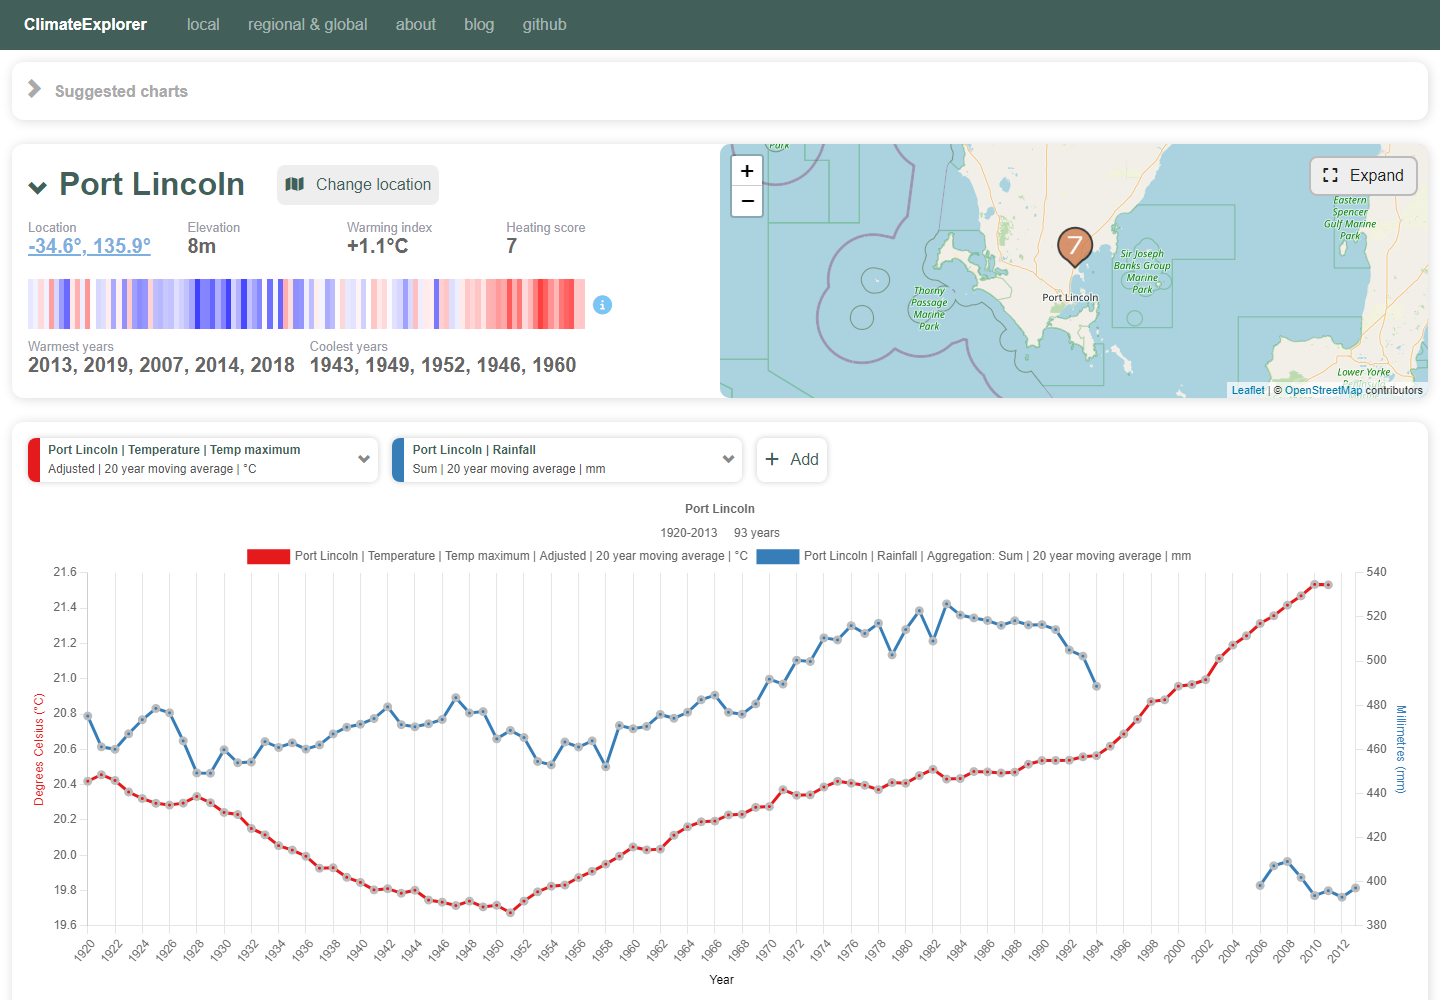 ClimateExplorer local regional & global about blog github
Suggested charts
Port Lincoln
Change location
Location Elevation Warming index Heating score
-34.6°, 135.9° 8m +1.1°C 7
Warmest years Coolest years
2013, 2019, 2007, 2014, 2018 1943, 1949, 1952, 1946, 1960
Park
+
−
Expand
Eastern
Spencer
Gulf Marine
Park
7
Sir Joseph
Banks Group
Marine
Park
Port Lincoln
Thorny
Passage
Marine
Park
Lower Yorke
Peninsula
Leaflet | © OpenStreetMap contributors
Port Lincoln | Temperature | Temp maximum
Adjusted | 20 year moving average | °C
Port Lincoln | Rainfall
Sum | 20 year moving average | mm
+ Add
Port Lincoln
1920-2013 93 years
Port Lincoln | Temperature | Temp maximum | Adjusted | 20 year moving average | °C
Port Lincoln | Rainfall | Aggregation: Sum | 20 year moving average | mm
21.6
21.4
21.2
21.0
20.8
20.6
20.4
20.2
20.0
19.8
19.6
Degrees Celsius (°C)
540
520
500
480
460
440
420
400
380
Millimetres (mm)
1920 1922 1924 1926 1928 1930 1932 1934 1936 1938 1940 1942 1944 1946 1948 1950 1952 1954 1956 1958 1960 1962 1964 1966 1968 1970 1972 1974 1976 1978 1980 1982 1984 1986 1988 1990 1992 1994 1996 1998 2000 2002 2004 2006 2008 2010 2012
Year